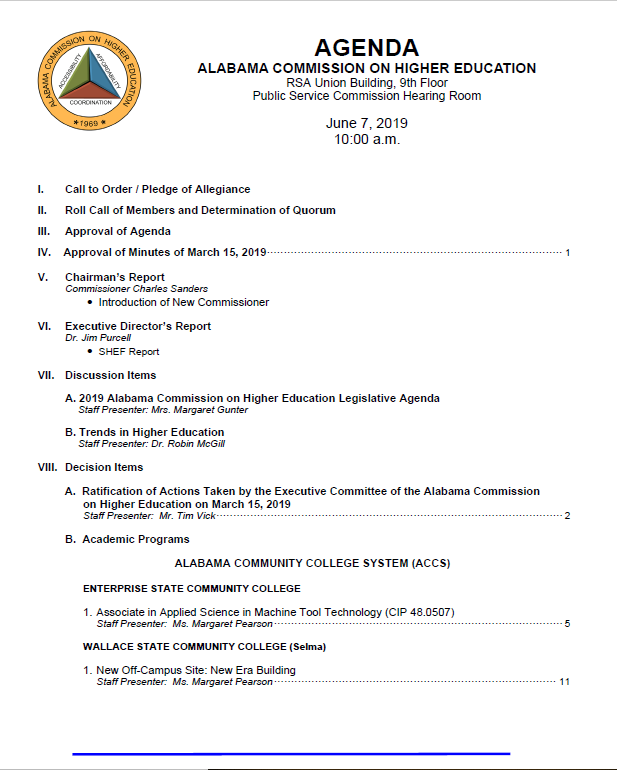 ALABAMA COMMISSION ON HIGHER EDUCATION
ACCESSIBILITY
AFFORDABILITY
COORDINATION
★1969★
AGENDA
ALABAMA COMMISSION ON HIGHER EDUCATION
RSA Union Building, 9th Floor
Public Service Commission Hearing Room
June 7, 2019
10:00 a.m.
I. Call to Order / Pledge of Allegiance
II. Roll Call of Members and Determination of Quorum
III. Approval of Agenda
IV. Approval of Minutes of March 15, 2019 1
V. Chairman's Report
Commissioner Charles Sanders
• Introduction of New Commissioner
VI. Executive Director's Report
Dr. Jim Purcell
• SHEF Report
VII. Discussion Items
A. 2019 Alabama Commission on Higher Education Legislative Agenda
Staff Presenter: Mrs. Margaret Gunter
B. Trends in Higher Education
Staff Presenter: Dr. Robin McGill
VIII. Decision Items
A. Ratification of Actions Taken by the Executive Committee of the Alabama Commission
on Higher Education on March 15, 2019
Staff Presenter: Mr. Tim Vick 2
B. Academic Programs
ALABAMA COMMUNITY COLLEGE SYSTEM (ACCS)
ENTERPRISE STATE COMMUNITY COLLEGE
1. Associate in Applied Science in Machine Tool Technology (CIP 48.0507)
Staff Presenter: Ms. Margaret Pearson 5
WALLACE STATE COMMUNITY COLLEGE (Selma)
1. New Off-Campus Site: New Era Building
Staff Presenter: Ms. Margaret Pearson 11